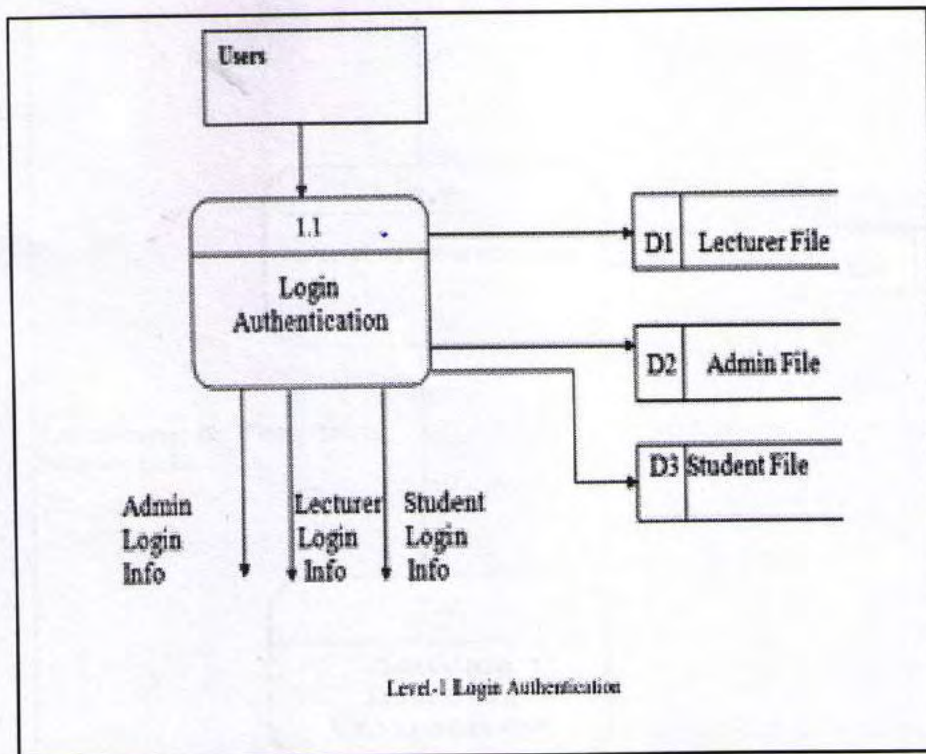 Users
1.1
Login
Authentication
D1 Lecturer File
D2 Admin File
D3 Student File
Admin
Login
Info
Lecturer
Login
Info
Student
Login
Info
Level-1 Login Authentication